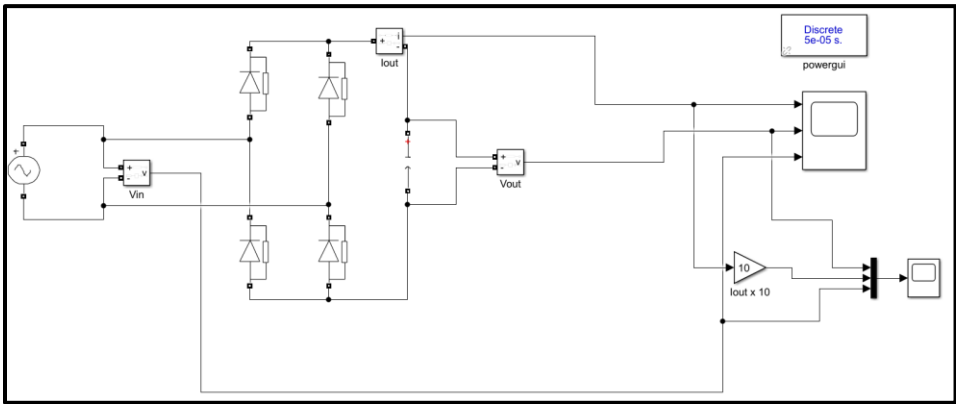 Discrete
5e-05 s.
powergui
+
i
-
Iout
+
+
-
v
Vin
+
+
-
v
Vout
10
Iout x 10